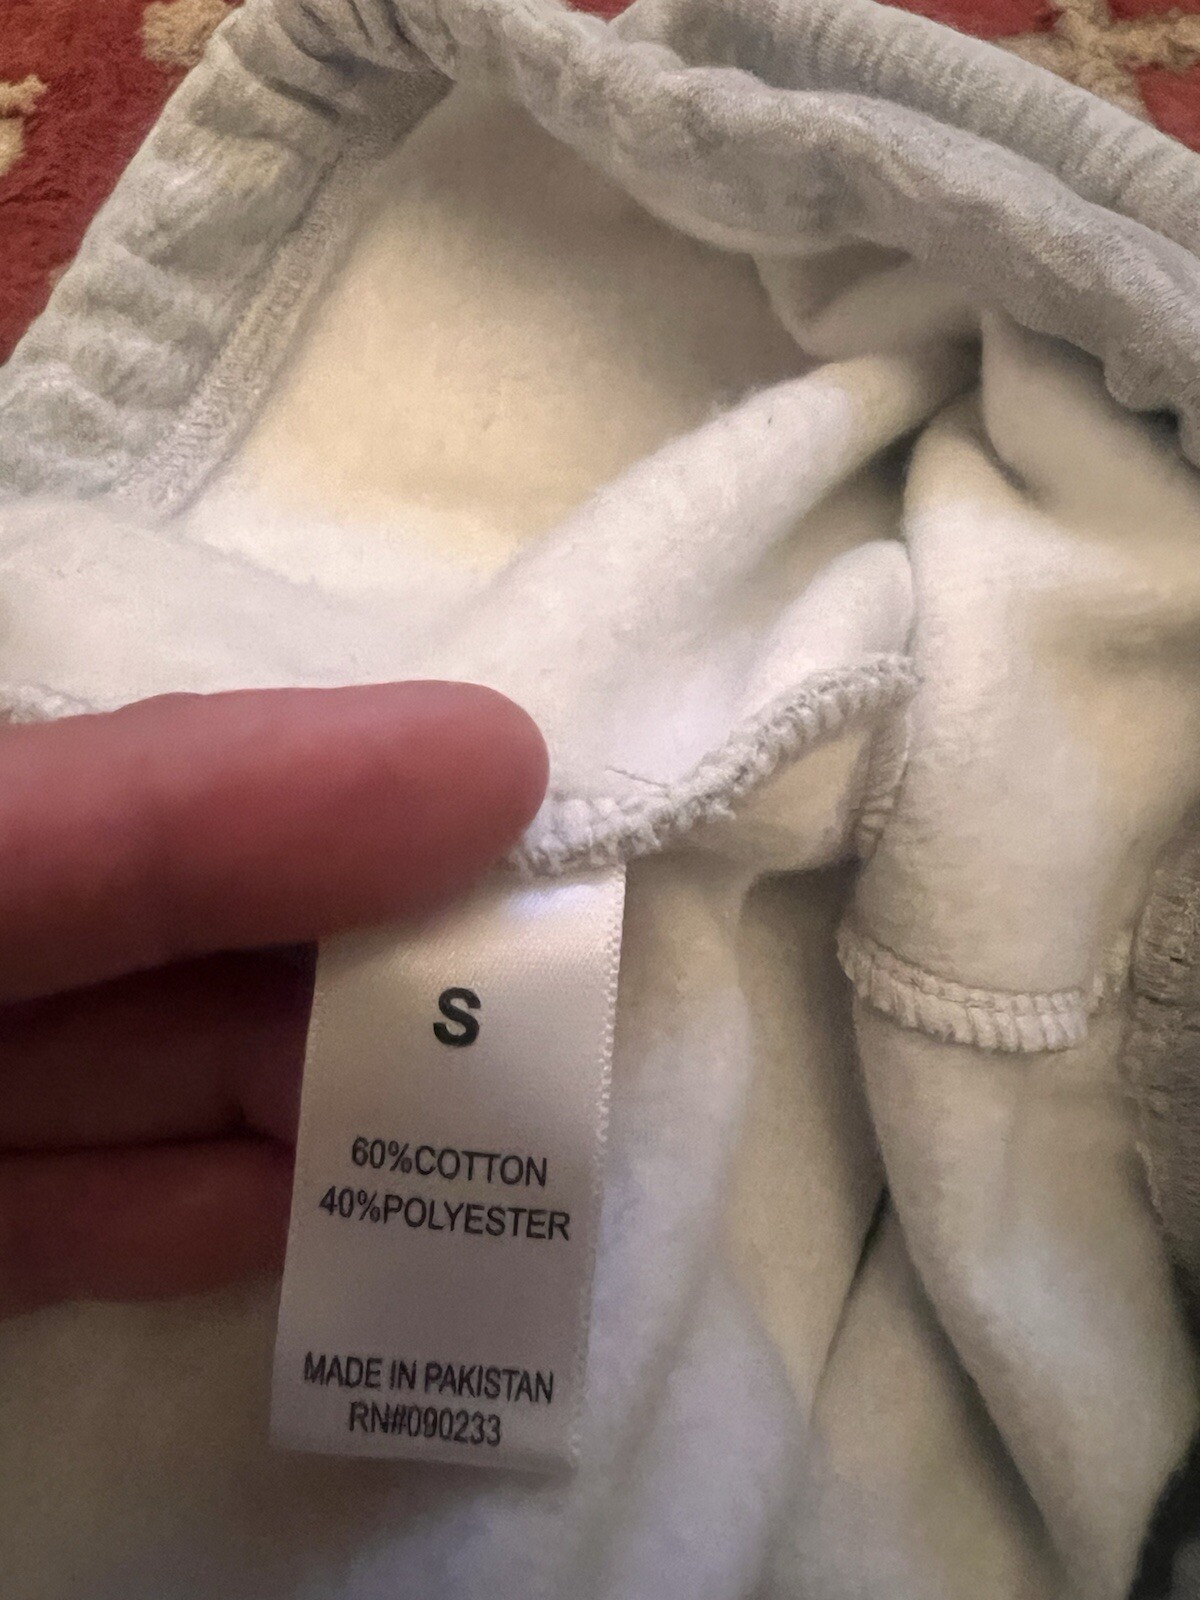 S
60%COTTON
40%POLYESTER
MADE IN PAKISTAN
RN#090233